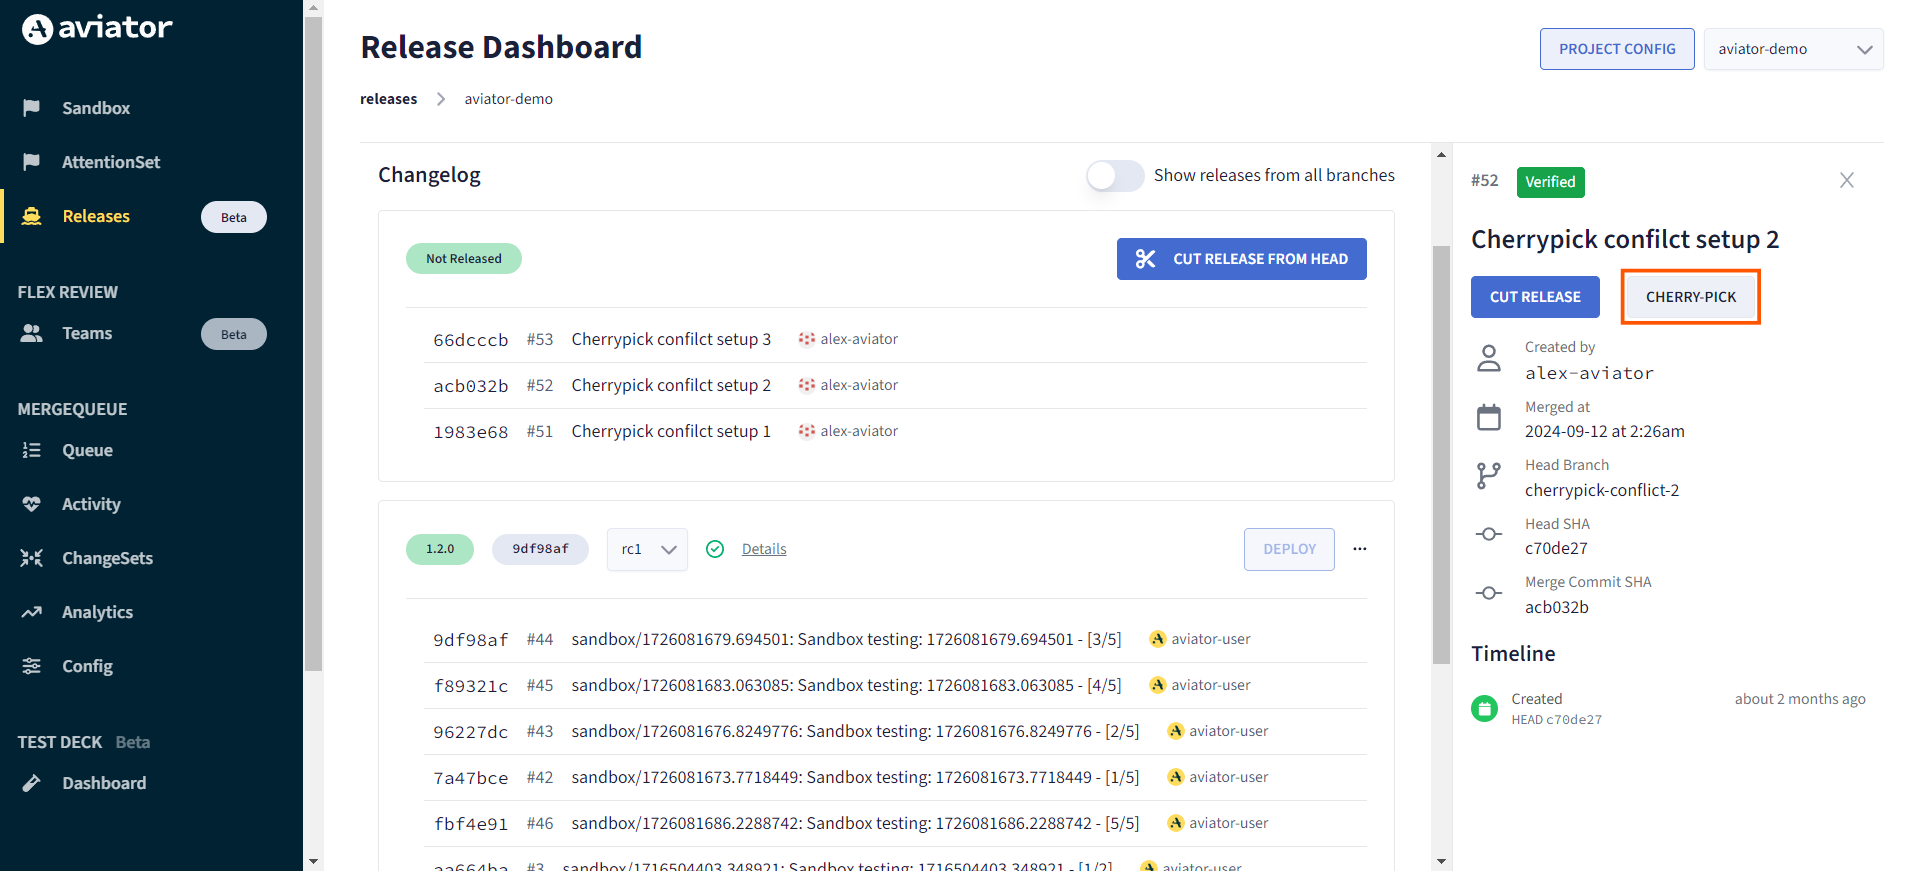 aviator
Sandbox
AttentionSet
Releases Beta
FLEX REVIEW
Teams Beta
MERGEQUEUE
Queue
Activity
ChangeSets
Analytics
Config
TEST DECK Beta
Dashboard
Release Dashboard
PROJECT CONFIG aviator-demo
releases aviator-demo
Changelog Show releases from all branches
Not Released CUT RELEASE FROM HEAD
66dcccb #53 Cherrypick confilct setup 3 alex-aviator
acb032b #52 Cherrypick confilct setup 2 alex-aviator
1983e68 #51 Cherrypick confilct setup 1 alex-aviator
1.2.0 9df98af rc1 Details DEPLOY ...
9df98af #44 sandbox/1726081679.694501: Sandbox testing: 1726081679.694501 - [3/5] aviator-user
f89321c #45 sandbox/1726081683.063085: Sandbox testing: 1726081683.063085 - [4/5] aviator-user
96227dc #43 sandbox/1726081676.8249776: Sandbox testing: 1726081676.8249776 - [2/5] aviator-user
7a47bce #42 sandbox/1726081673.7718449: Sandbox testing: 1726081673.7718449 - [1/5] aviator-user
fbf4e91 #46 sandbox/1726081686.2288742: Sandbox testing: 1726081686.2288742 - [5/5] aviator-user
aa664ba #3 sandbox/1716504403.348921: Sandbox testing: 1716504403.348921 - [1/2] aviator-user
#52 Verified
Cherrypick confilct setup 2
CUT RELEASE CHERRY-PICK
Created by
alex-aviator
Merged at
2024-09-12 at 2:26am
Head Branch
cherrypick-conflict-2
Head SHA
c70de27
Merge Commit SHA
acb032b
Timeline
Created about 2 months ago
HEAD c70de27